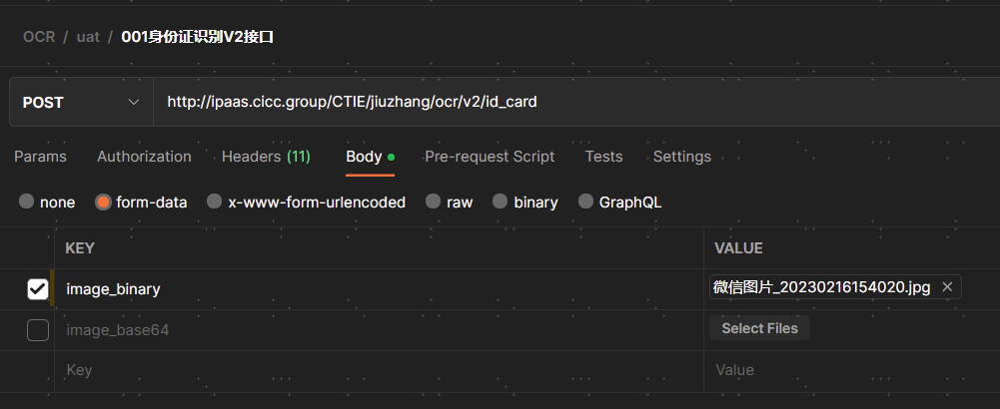 OCR / uat / 001身份证识别V2接口
POST http://ipaas.cicc.group/CTIE/jiuzhang/ocr/v2/id_card
Params Authorization Headers (11) Body Pre-request Script Tests Settings
none form-data x-www-form-urlencoded raw binary GraphQL
KEY VALUE
image_binary 微信图片_20230216154020.jpg
image_base64 Select Files
Key Value